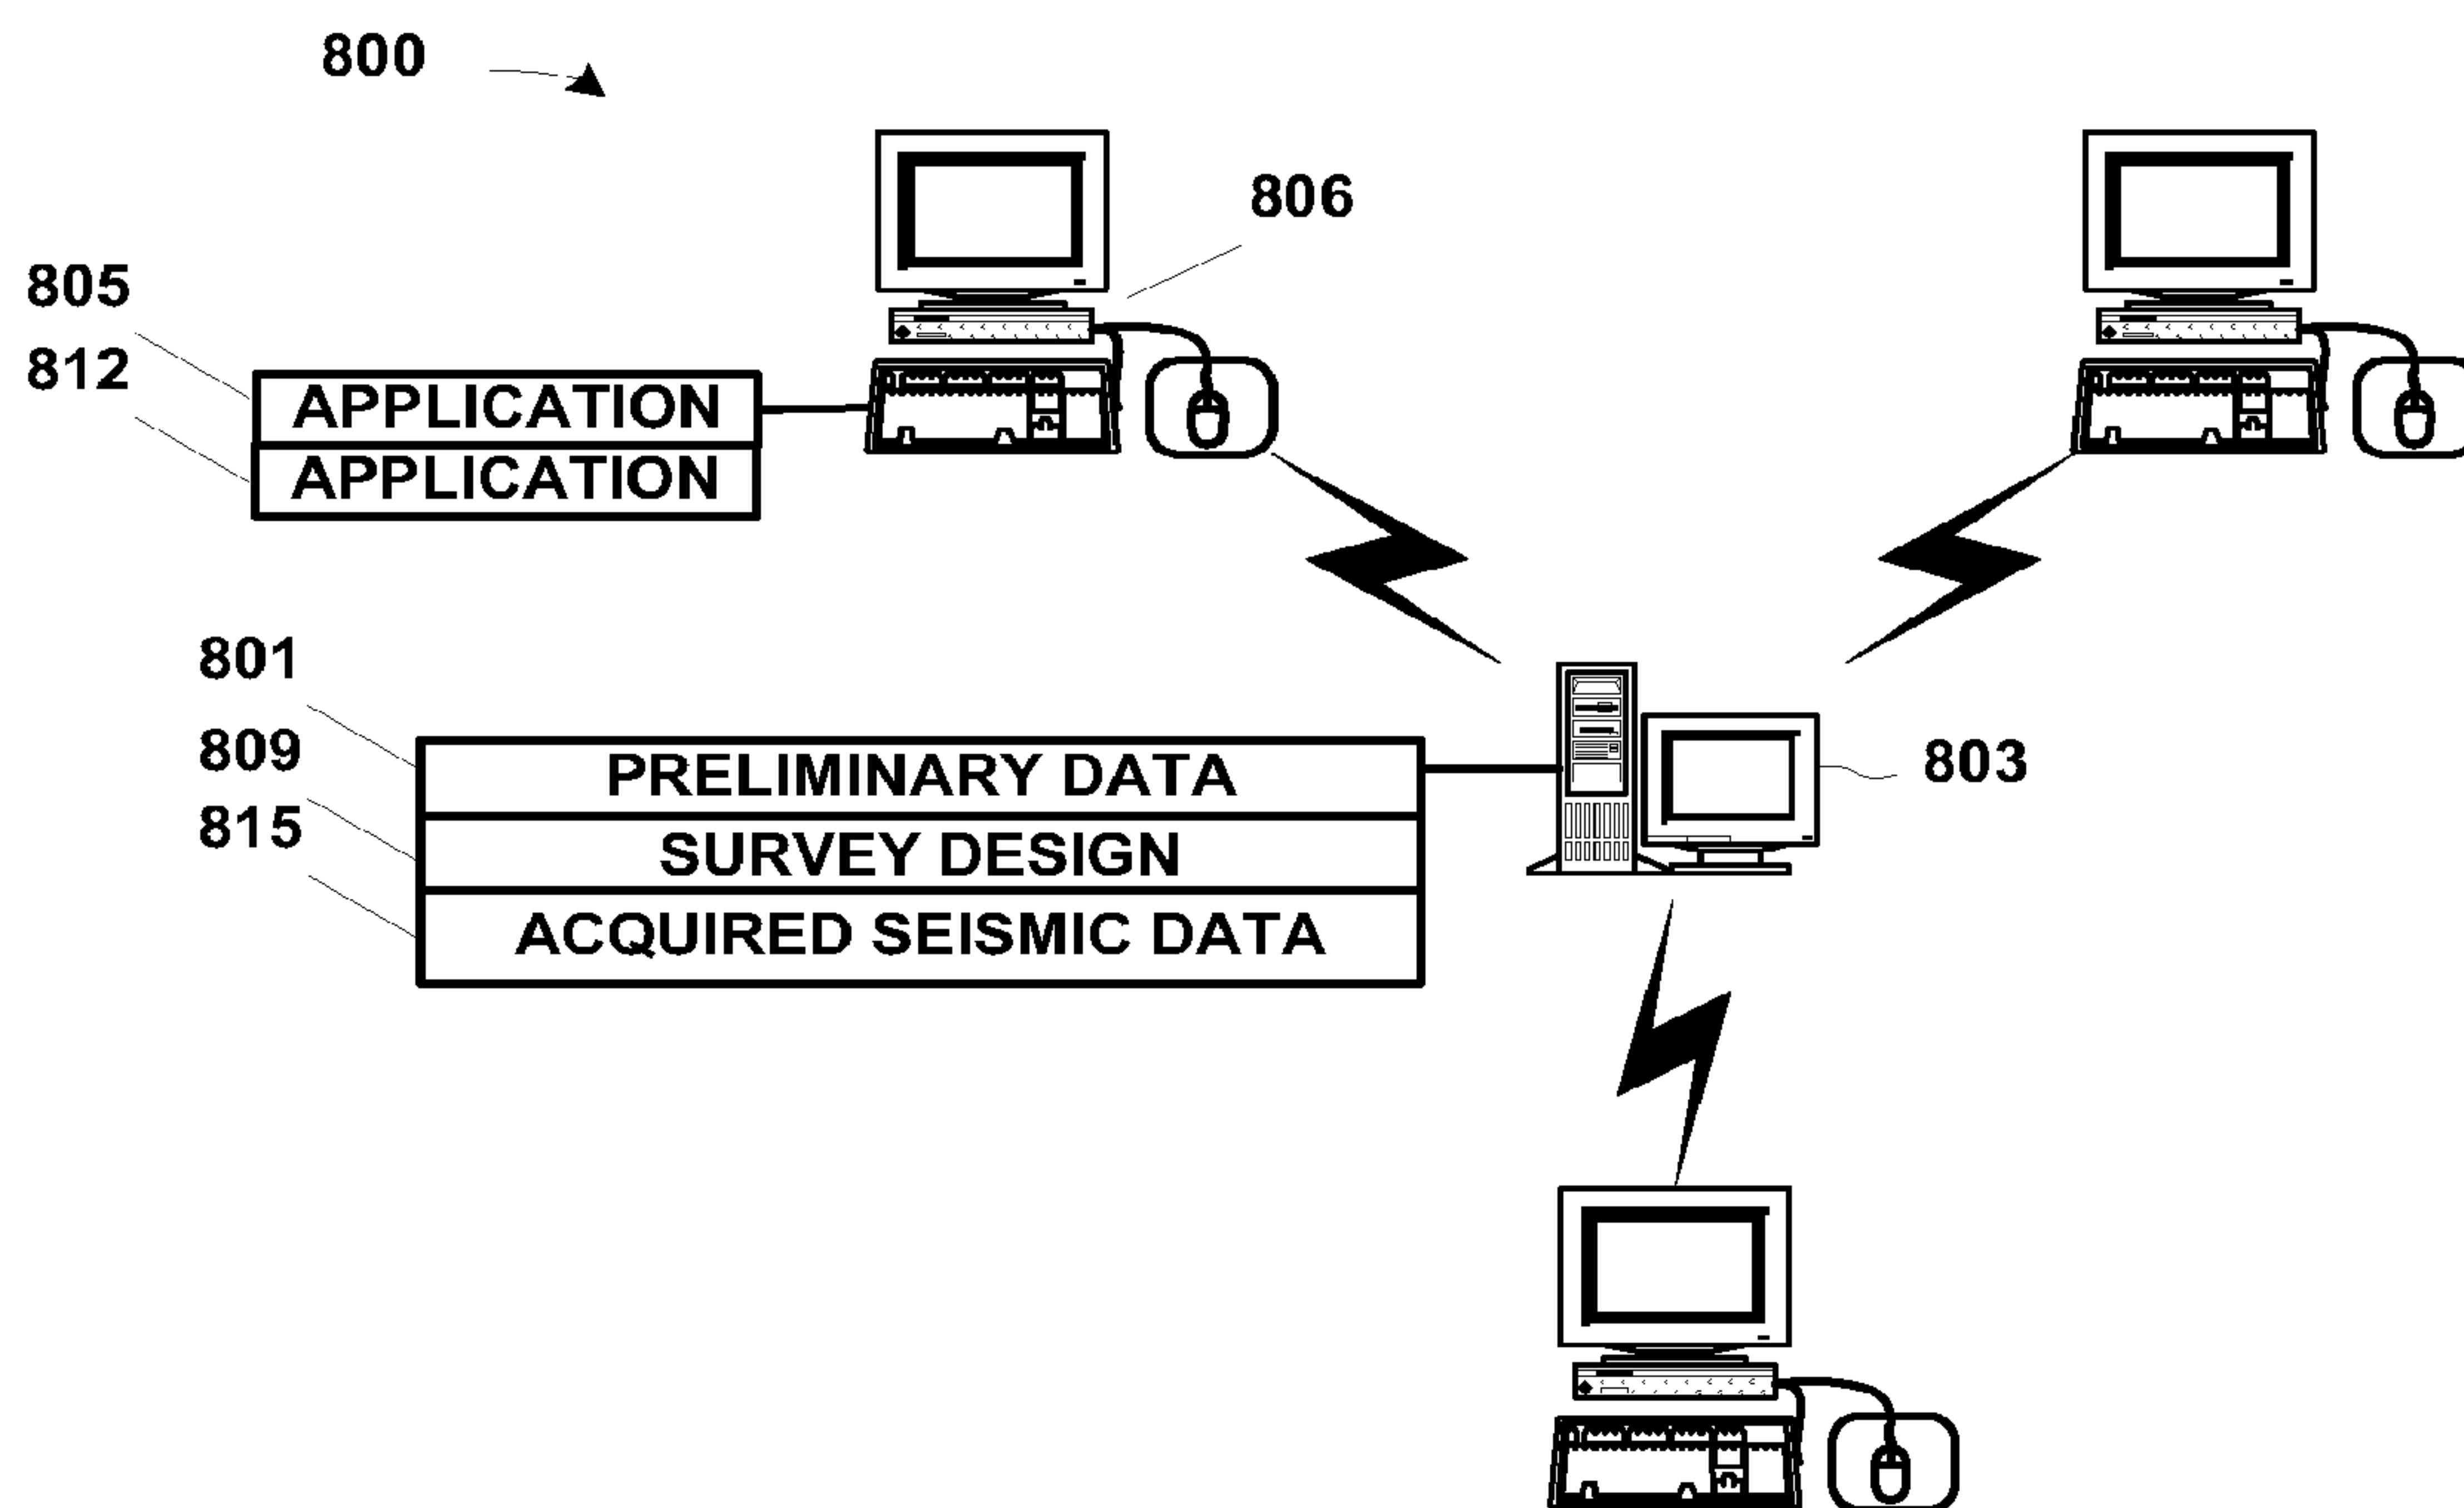 800
806
805
812
APPLICATION
APPLICATION
801
809
815
PRELIMINARY DATA
SURVEY DESIGN
ACQUIRED SEISMIC DATA
803